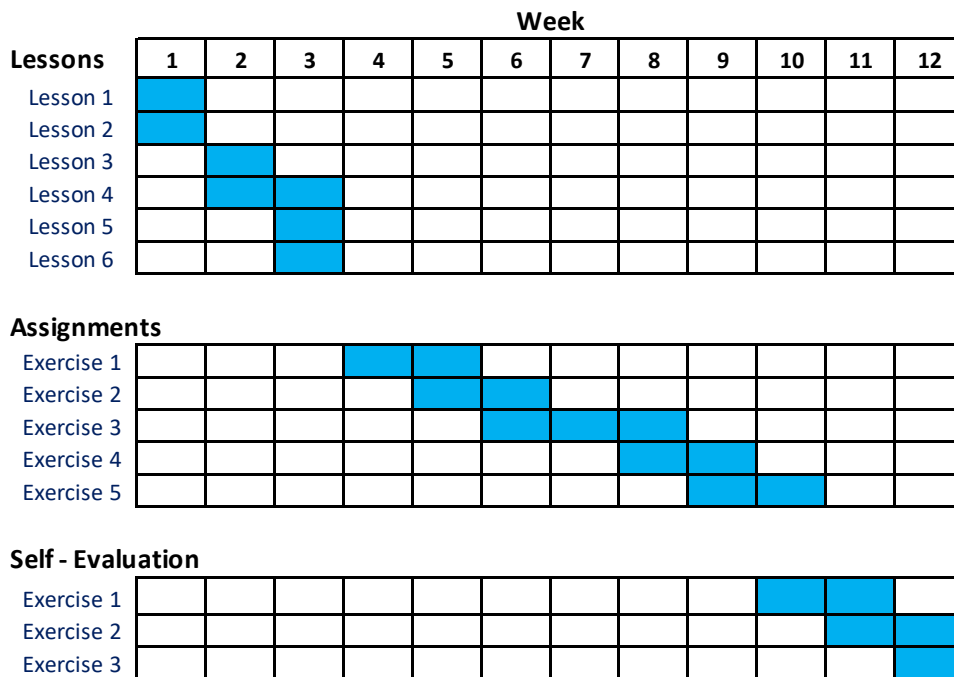 Week
Lessons 1 2 3 4 5 6 7 8 9 10 11 12
Lesson 1
Lesson 2
Lesson 3
Lesson 4
Lesson 5
Lesson 6
Assignments
Exercise 1
Exercise 2
Exercise 3
Exercise 4
Exercise 5
Self - Evaluation
Exercise 1
Exercise 2
Exercise 3